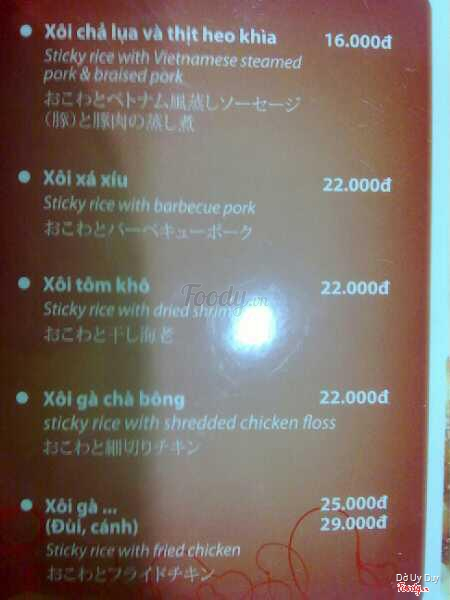 Xôi chả lụa và thịt heo khìa 16.000đ
Sticky rice with Vietnamese steamed
pork & braised pork
おこわとベトナム風蒸しソーセージ
(豚)と豚肉の蒸し煮
Xôi xá xíu 22.000đ
Sticky rice with barbecue pork
おこわとバーベキューポーク
Xôi tôm khô 22.000đ
Foody.vn
Sticky rice with dried shrimp
おこわと干し海老
Xôi gà chà bông 22.000đ
sticky rice with shredded chicken floss
おこわと細切りチキン
Xôi gà ... 25.000đ
(Đùi, cánh) 29.000đ
Sticky rice with fried chicken
おこわとフライドチキン
Dở Uy Duy
Foody.vn